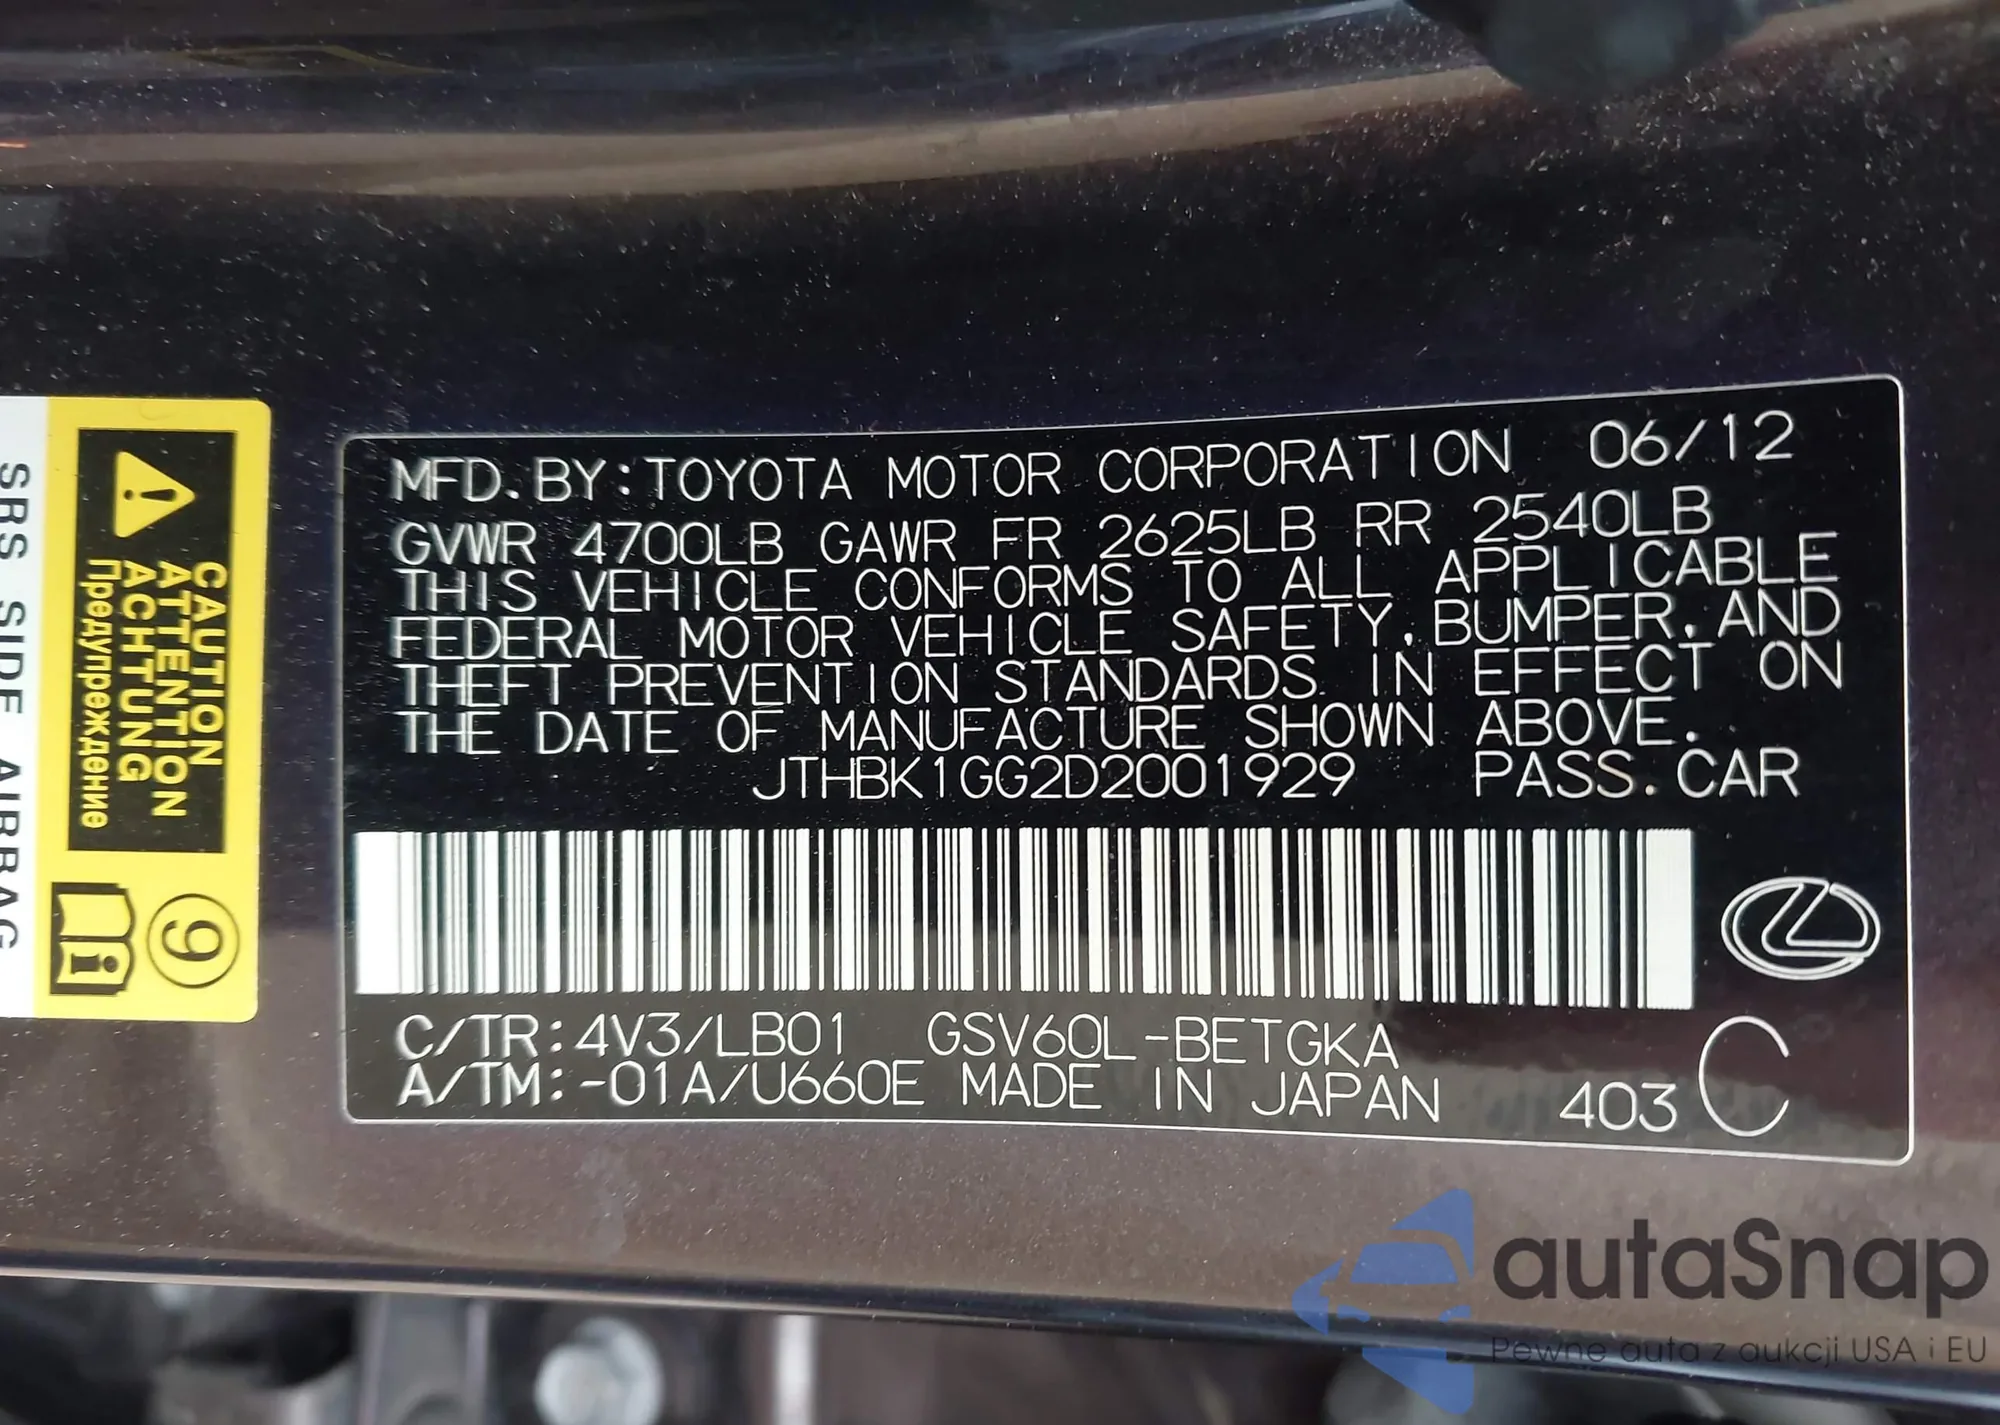 MFD. BY:TOYOTA MOTOR CORPORATION 06/12
GVWR 4700LB GAWR FR 2625LB RR 2540LB
THIS VEHICLE CONFORMS TO ALL APPLICABLE
FEDERAL MOTOR VEHICLE SAFETY, BUMPER, AND
THEFT PREVENTION STANDARDS IN EFFECT ON
THE DATE OF MANUFACTURE SHOWN ABOVE.
JTHBK1GG2D2001929 PASS. CAR
C/TR:4V3/LB01 GSV60L-BETGKA
A/TM:-01A/U660E MADE IN JAPAN 403 C
CAUTION
ATTENTION
ACHTUNG
Предупреждение
9
i
SRS SIDE AIRBAG
autaSnap
Pewne auta z aukcji USA i EU